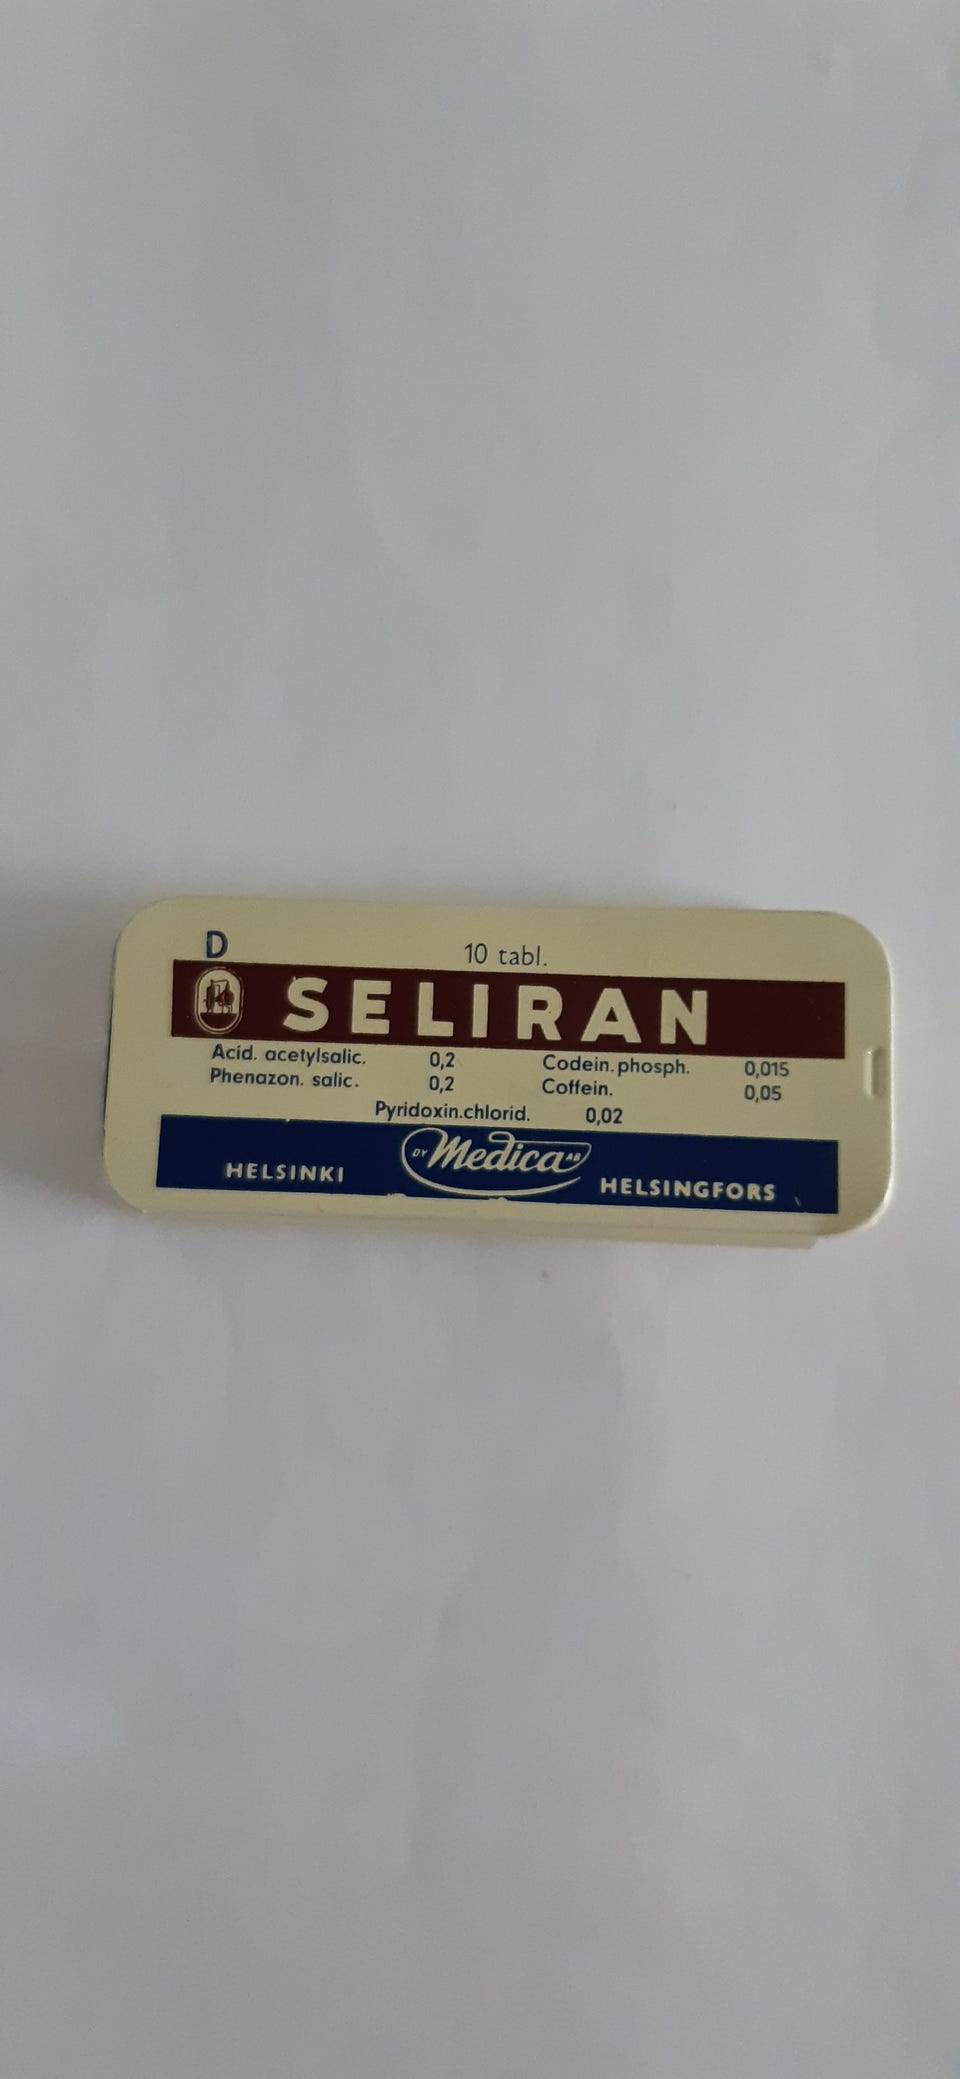 D
10 tabl.
SELIRAN
Acid. acetylsalic. 0,2 Codein.phosph. 0,015
Phenazon. salic. 0,2 Coffein. 0,05
Pyridoxin.chlorid. 0,02
OY Medica AB
HELSINKI HELSINGFORS